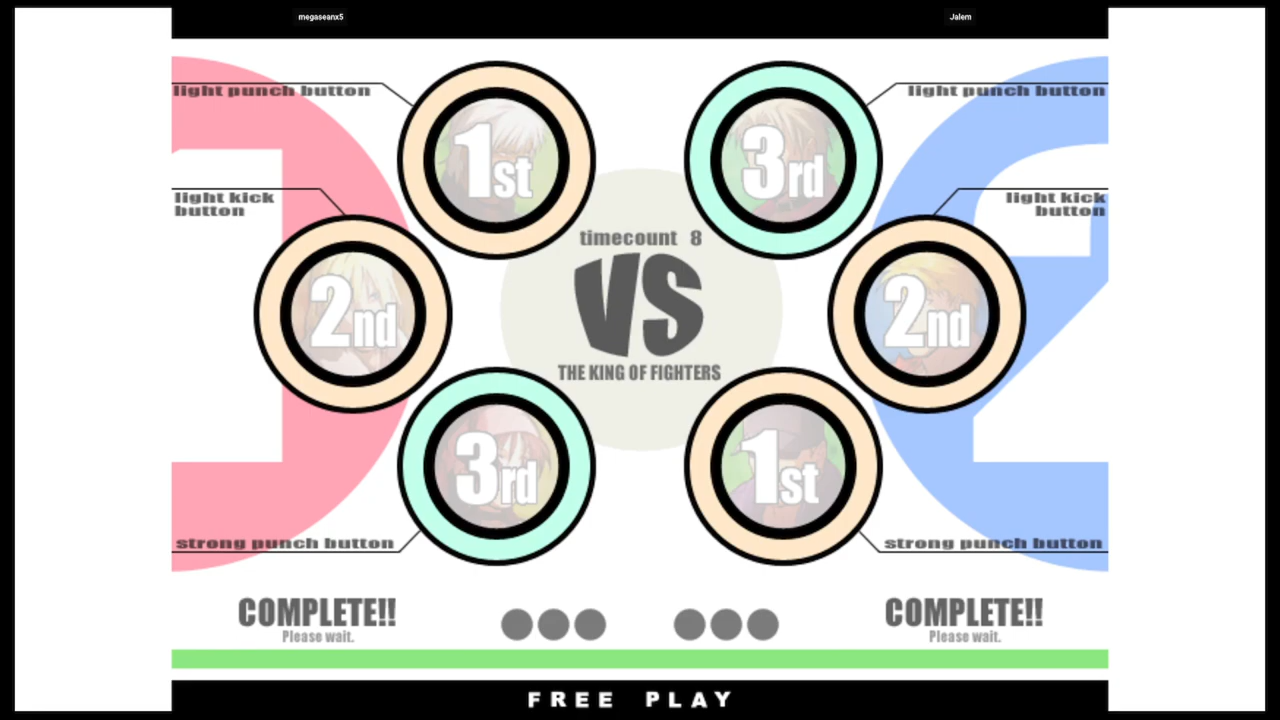 megaseanx5
Jalem
light punch button
light punch button
1st
3rd
light kick
button
light kick
button
timecount 8
VS
THE KING OF FIGHTERS
2nd
2nd
3rd
1st
strong punch button
strong punch button
COMPLETE!!
Please wait.
COMPLETE!!
Please wait.
FREE PLAY